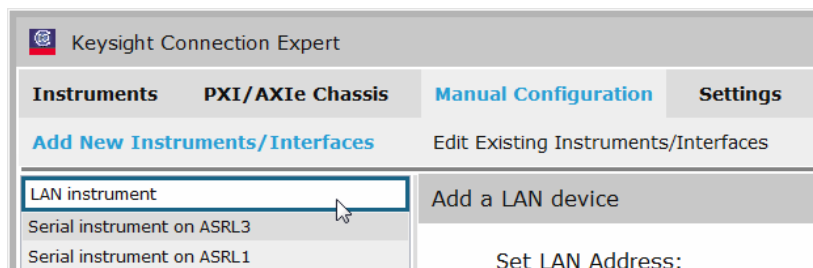 Keysight Connection Expert
Instruments PXI/AXIe Chassis Manual Configuration Settings
Add New Instruments/Interfaces Edit Existing Instruments/Interfaces
LAN instrument
Add a LAN device
Serial instrument on ASRL3
Serial instrument on ASRL1
Set LAN Address: